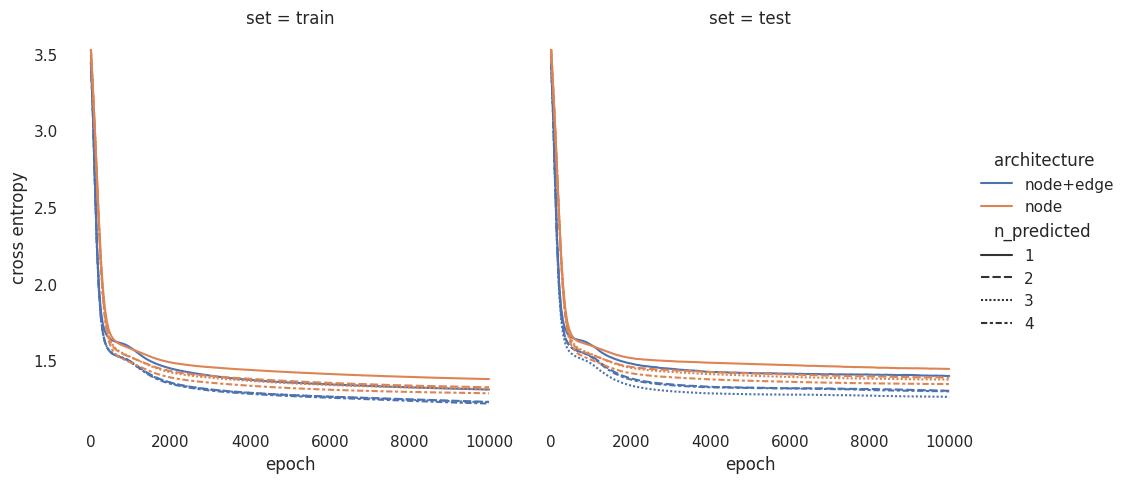 set = train
set = test
cross entropy
3.5
3.0
2.5
2.0
1.5
0
2000
4000
6000
8000
10000
epoch
0
2000
4000
6000
8000
10000
epoch
architecture
node+edge
node
n_predicted
1
2
3
4